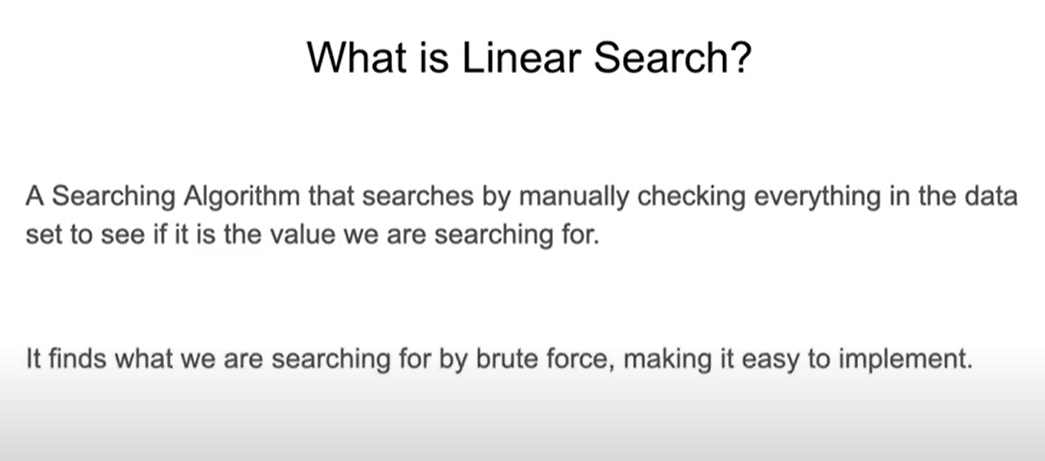 What is Linear Search?
A Searching Algorithm that searches by manually checking everything in the data
set to see if it is the value we are searching for.
It finds what we are searching for by brute force, making it easy to implement.